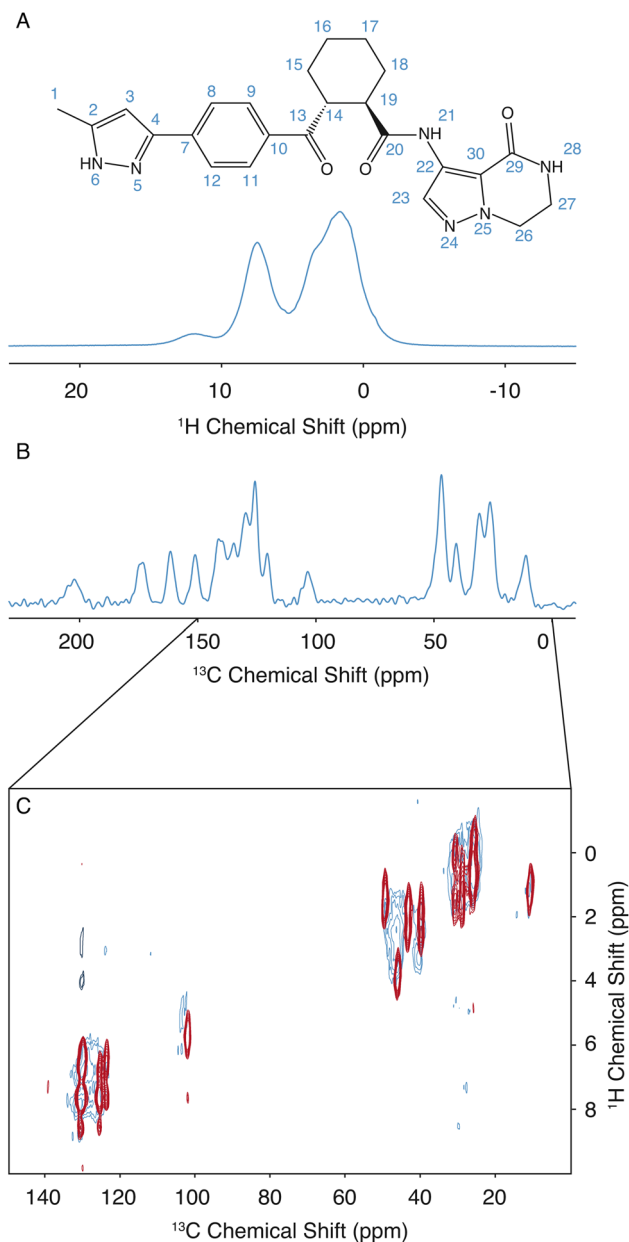 A
16 17
15 18
8 9
1 3 4
13 14 19
O
21
NH
2
7 10
O O
20
22
30
29
NH 28
HN N
6 5
12 11
23
N
24
N
25
26
27
20 10 0 -10
¹H Chemical Shift (ppm)
B
200 150 100 50 0
¹³C Chemical Shift (ppm)
C
0
2
4
6
8
¹H Chemical Shift (ppm)
140 120 100 80 60 40 20
¹³C Chemical Shift (ppm)